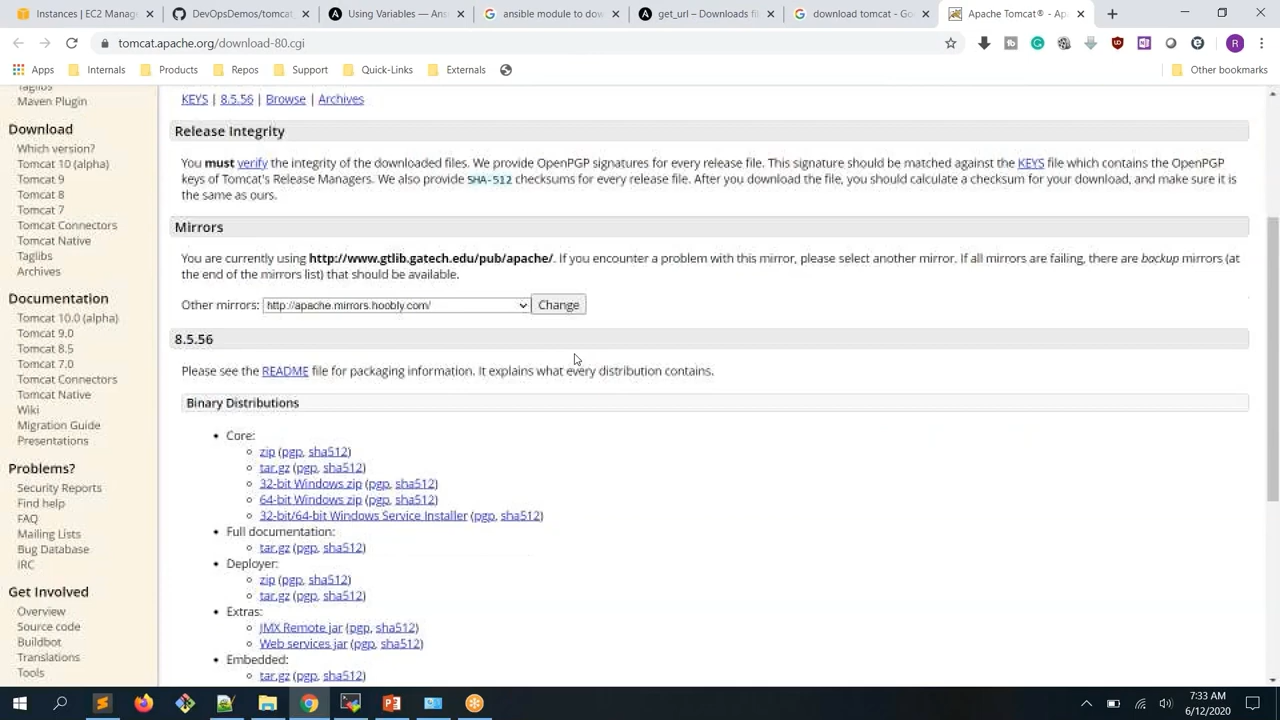 Instances | EC2 Manag
DevOpsDemos/tomcat_
Using Variables — Ans
ansible module to dow
get_url – Downloads fi
download tomcat - Go
Apache Tomcat® - Apa
tomcat.apache.org/download-80.cgi
Apps
Internals
Products
Repos
Support
Quick-Links
Externals
Other bookmarks
Taglibs
Maven Plugin
Download
Which version?
Tomcat 10 (alpha)
Tomcat 9
Tomcat 8
Tomcat 7
Tomcat Connectors
Tomcat Native
Taglibs
Archives
Documentation
Tomcat 10.0 (alpha)
Tomcat 9.0
Tomcat 8.5
Tomcat 7.0
Tomcat Connectors
Tomcat Native
Wiki
Migration Guide
Presentations
Problems?
Security Reports
Find help
FAQ
Mailing Lists
Bug Database
IRC
Get Involved
Overview
Source code
Buildbot
Translations
Tools
KEYS | 8.5.56 | Browse | Archives
Release Integrity
You must verify the integrity of the downloaded files. We provide OpenPGP signatures for every release file. This signature should be matched against the KEYS file which contains the OpenPGP
keys of Tomcat's Release Managers. We also provide SHA-512 checksums for every release file. After you download the file, you should calculate a checksum for your download, and make sure it is
the same as ours.
Mirrors
You are currently using http://www.gtlib.gatech.edu/pub/apache/. If you encounter a problem with this mirror, please select another mirror. If all mirrors are failing, there are backup mirrors (at
the end of the mirrors list) that should be available.
Other mirrors: http://apache.mirrors.hoobly.com/ Change
8.5.56
Please see the README file for packaging information. It explains what every distribution contains.
Binary Distributions
Core:
zip (pgp, sha512)
tar.gz (pgp, sha512)
32-bit Windows zip (pgp, sha512)
64-bit Windows zip (pgp, sha512)
32-bit/64-bit Windows Service Installer (pgp, sha512)
Full documentation:
tar.gz (pgp, sha512)
Deployer:
zip (pgp, sha512)
tar.gz (pgp, sha512)
Extras:
JMX Remote jar (pgp, sha512)
Web services jar (pgp, sha512)
Embedded:
tar.gz (pgp, sha512)
7:33 AM
6/12/2020